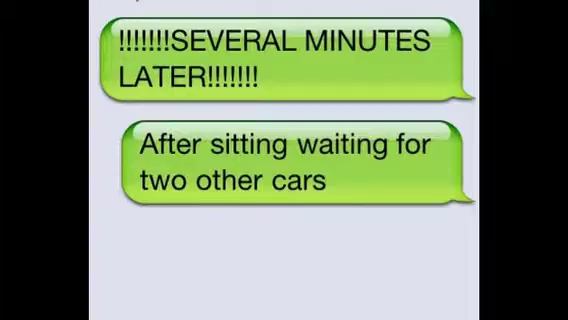 !!!!!!!SEVERAL MINUTES
LATER!!!!!!!
After sitting waiting for
two other cars